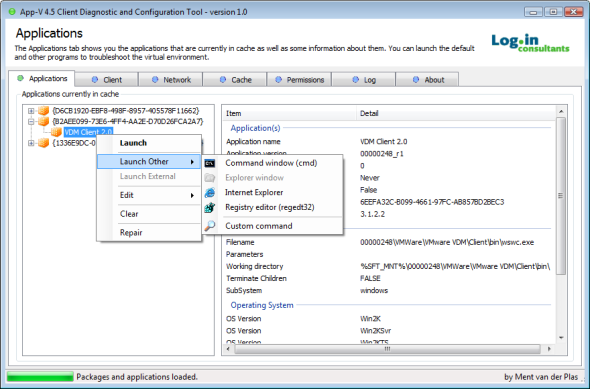 App-V 4.5 Client Diagnostic and Configuration Tool - version 1.0
Applications
The Applications tab shows you the applications that are currently in cache as well as some information about them. You can launch the default
and other programs to troubleshoot the virtual environment.
Log.in
consultants
Applications
Client
Network
Cache
Permissions
Log
About
Applications currently in cache
{D6CB1920-EBF8-498F-8957-405578F11662}
{B2AEE099-73E6-4FF4-AA2E-D70D26FCA2A7}
VDM Client 2.0
{1336E9DC-0
Launch
Launch Other
Launch External
Edit
Clear
Repair
Command window (cmd)
Explorer window
Internet Explorer
Registry editor (regedt32)
Custom command
Item Detail
Application(s)
Application name VDM Client 2.0
Application version 00000248_r1
0
Never
False
6EEFA32C-B099-4661-97FC-AB857BD2BEC3
3.1.2.2
Filename 00000248\VMWare\VMware VDM\Client\bin\wswc.exe
Parameters
Working directory %SFT_MNT%\00000248\VMWare\VMware VDM\Client\bin\
Terminate Children FALSE
SubSystem windows
Operating System
OS Version Win2K
OS Version Win2KSvr
OS Version Win2KTS
Packages and applications loaded.
by Ment van der Plas